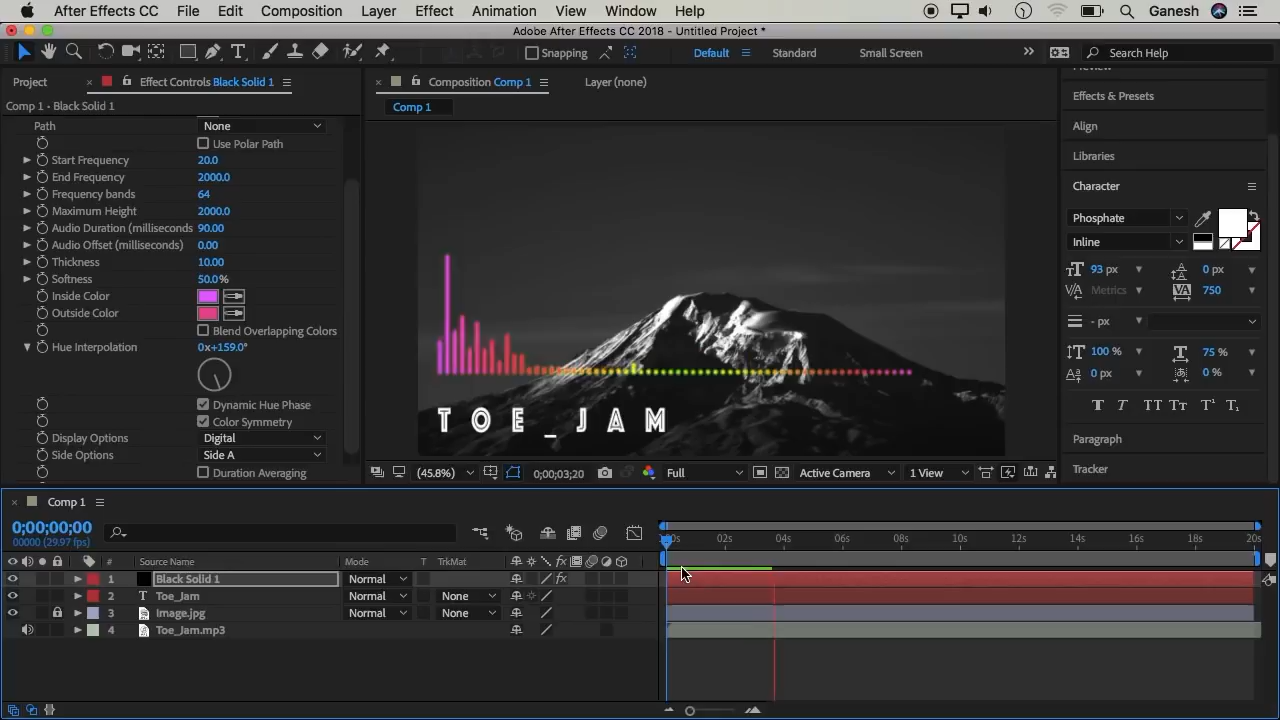 After Effects CC File Edit Composition Layer Effect Animation View Window Help Ganesh
Adobe After Effects CC 2018 - Untitled Project *
Snapping Default Standard Small Screen Search Help
Project Effect Controls Black Solid 1 Composition Comp 1 Layer (none)
Comp 1 • Black Solid 1
Comp 1
Path None
Use Polar Path
Start Frequency 20.0
End Frequency 2000.0
Frequency bands 64
Maximum Height 2000.0
Audio Duration (milliseconds 90.00
Audio Offset (milliseconds) 0.00
Thickness 10.00
Softness 50.0%
Inside Color
Outside Color
Blend Overlapping Colors
Hue Interpolation 0x+159.0°
Dynamic Hue Phase
Color Symmetry
Display Options Digital
Side Options Side A
Duration Averaging
TOE_JAM
(45.8%) 0;00;03;20 Full Active Camera 1 View
Effects & Presets
Align
Libraries
Character
Phosphate
Inline
93 px 0 px
Metrics 750
- px
100 % 75 %
0 px 0 %
T T TT Tт T¹ T₁
Paragraph
Tracker
Comp 1
0;00;00;00
00000 (29.97 fps)
02s 04s 06s 08s 10s 12s 14s 16s 18s 20s
# Source Name Mode T TrkMat
1 Black Solid 1 Normal
2 T Toe_Jam Normal None
3 Image.jpg Normal None
4 Toe_Jam.mp3